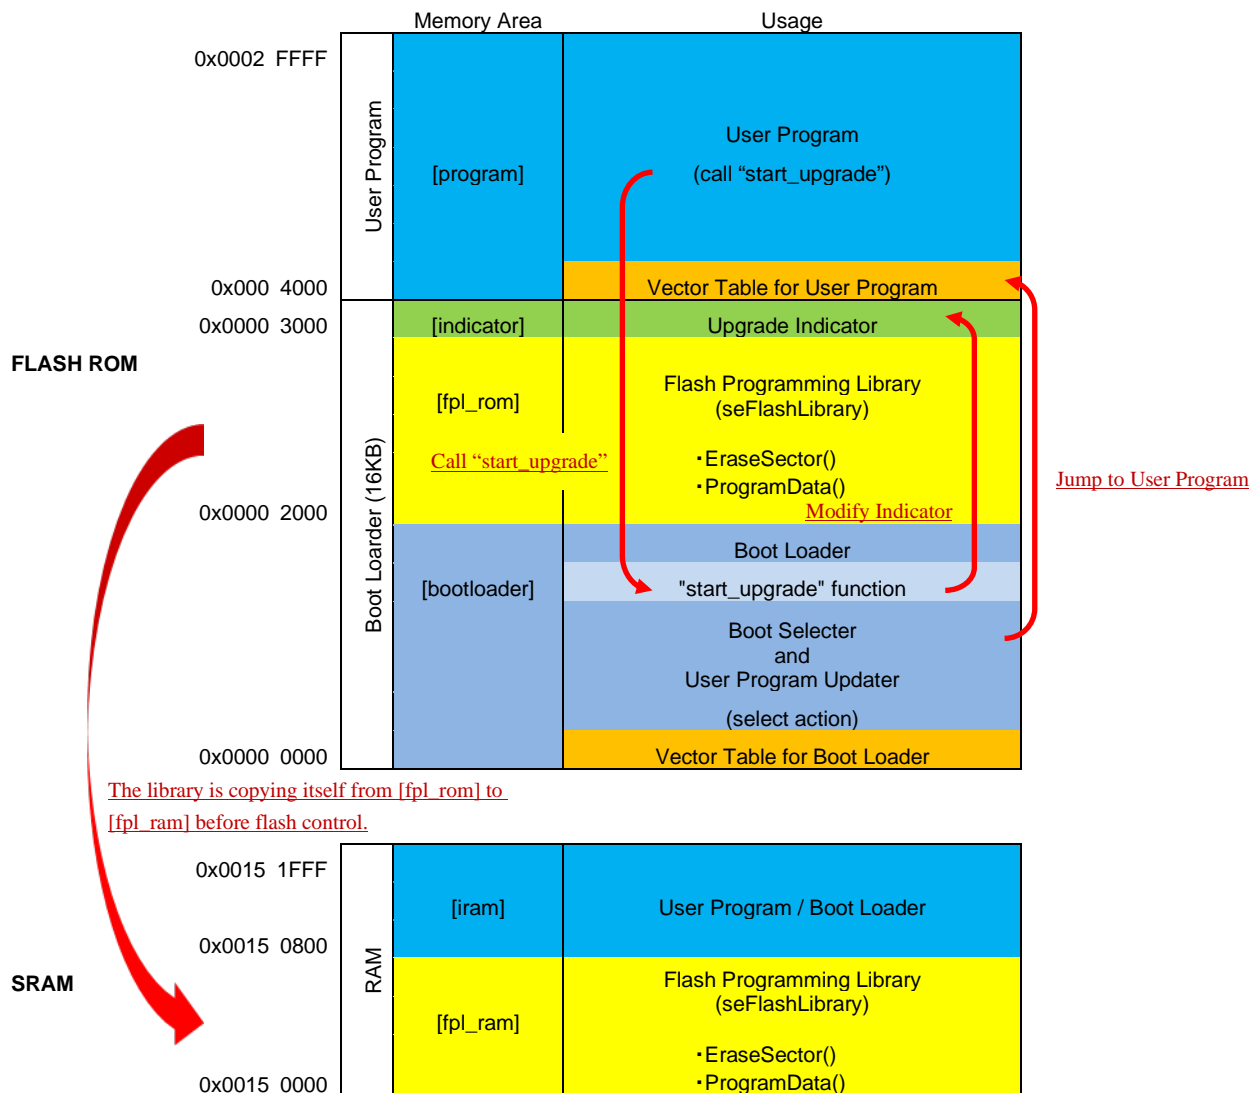 Memory Area Usage
0x0002 FFFF
User Program
[program]
User Program
(call “start_upgrade”)
0x000 4000
Vector Table for User Program
0x0000 3000
[indicator]
Upgrade Indicator
FLASH ROM
Boot Loarder (16KB)
[fpl_rom]
Flash Programming Library
(seFlashLibrary)
Call “start_upgrade”
・EraseSector()
・ProgramData()
Jump to User Program
Modify Indicator
0x0000 2000
Boot Loader
[bootloader]
"start_upgrade" function
Boot Selecter
and
User Program Updater
(select action)
0x0000 0000
Vector Table for Boot Loader
The library is copying itself from [fpl_rom] to
[fpl_ram] before flash control.
0x0015 1FFF
[iram]
User Program / Boot Loader
0x0015 0800
RAM
SRAM
Flash Programming Library
(seFlashLibrary)
[fpl_ram]
・EraseSector()
・ProgramData()
0x0015 0000